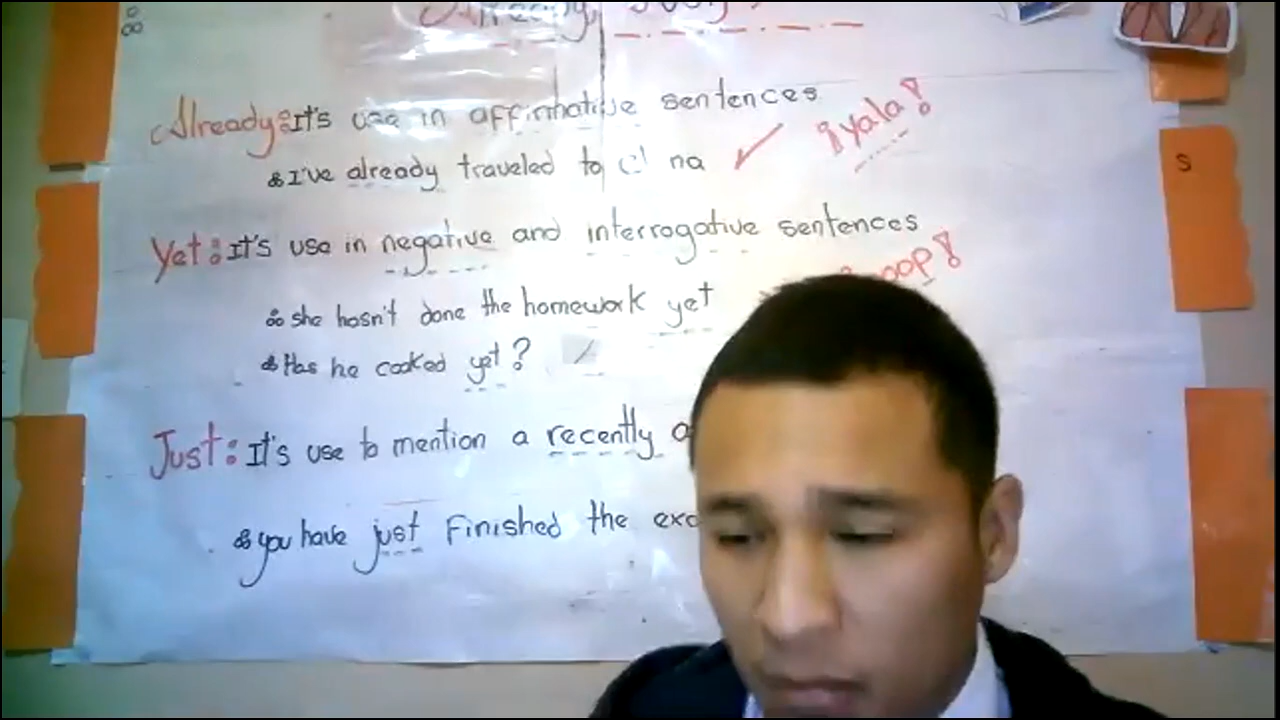 Already
Already: It's use in affirmative sentences
I've already traveled to na
¡yala!
Yet: It's use in negative and interrogative sentences
she hasn't done the homework yet
Has he cooked yet?
Just: It's use to mention a recently
you have just finished the
S